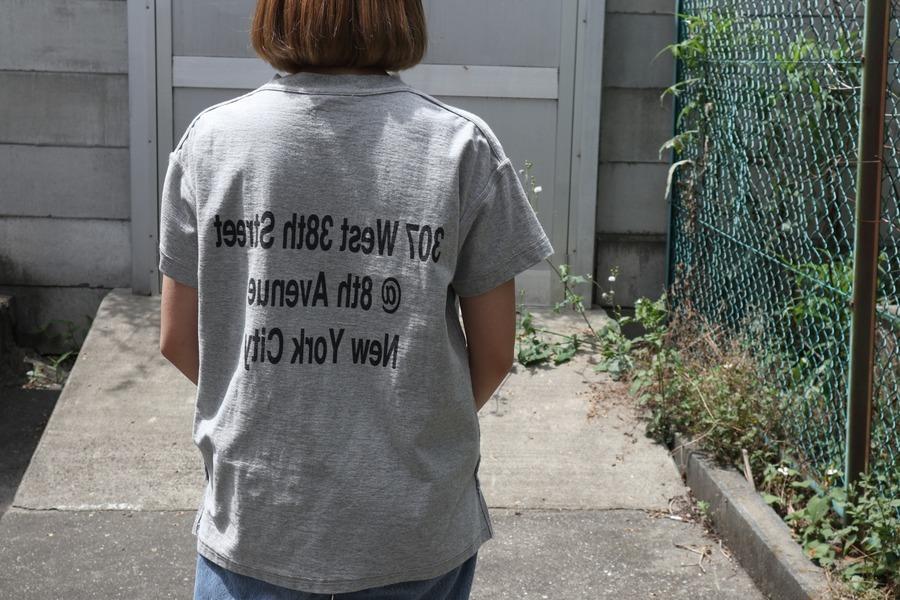 307 West 38th Street
@ 8th Avenue
New York City